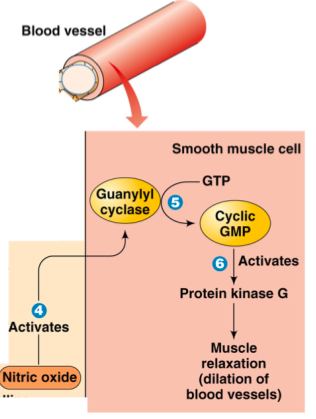 Blood vessel
Smooth muscle cell
GTP
Guanylyl
cyclase
5
Cyclic
GMP
6
Activates
Protein kinase G
4
Activates
Muscle
relaxation
(dilation of
blood vessels)
Nitric oxide